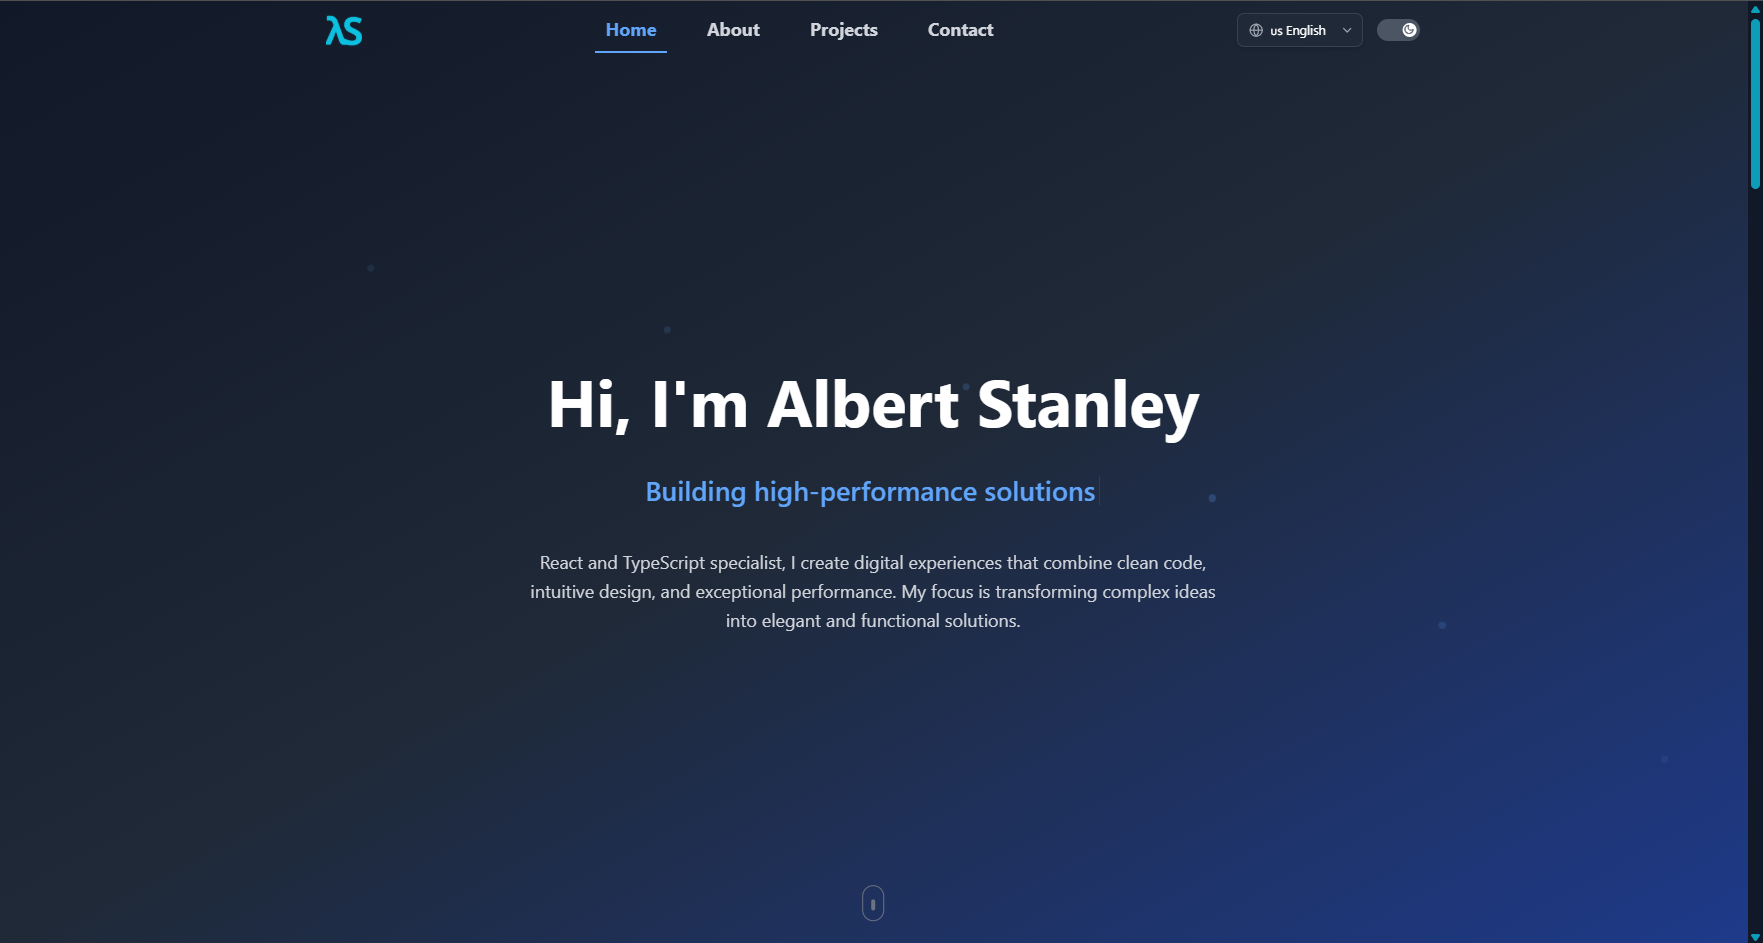 λS
Home About Projects Contact
us English
Hi, I'm Albert Stanley
Building high-performance solutions
React and TypeScript specialist, I create digital experiences that combine clean code,
intuitive design, and exceptional performance. My focus is transforming complex ideas
into elegant and functional solutions.